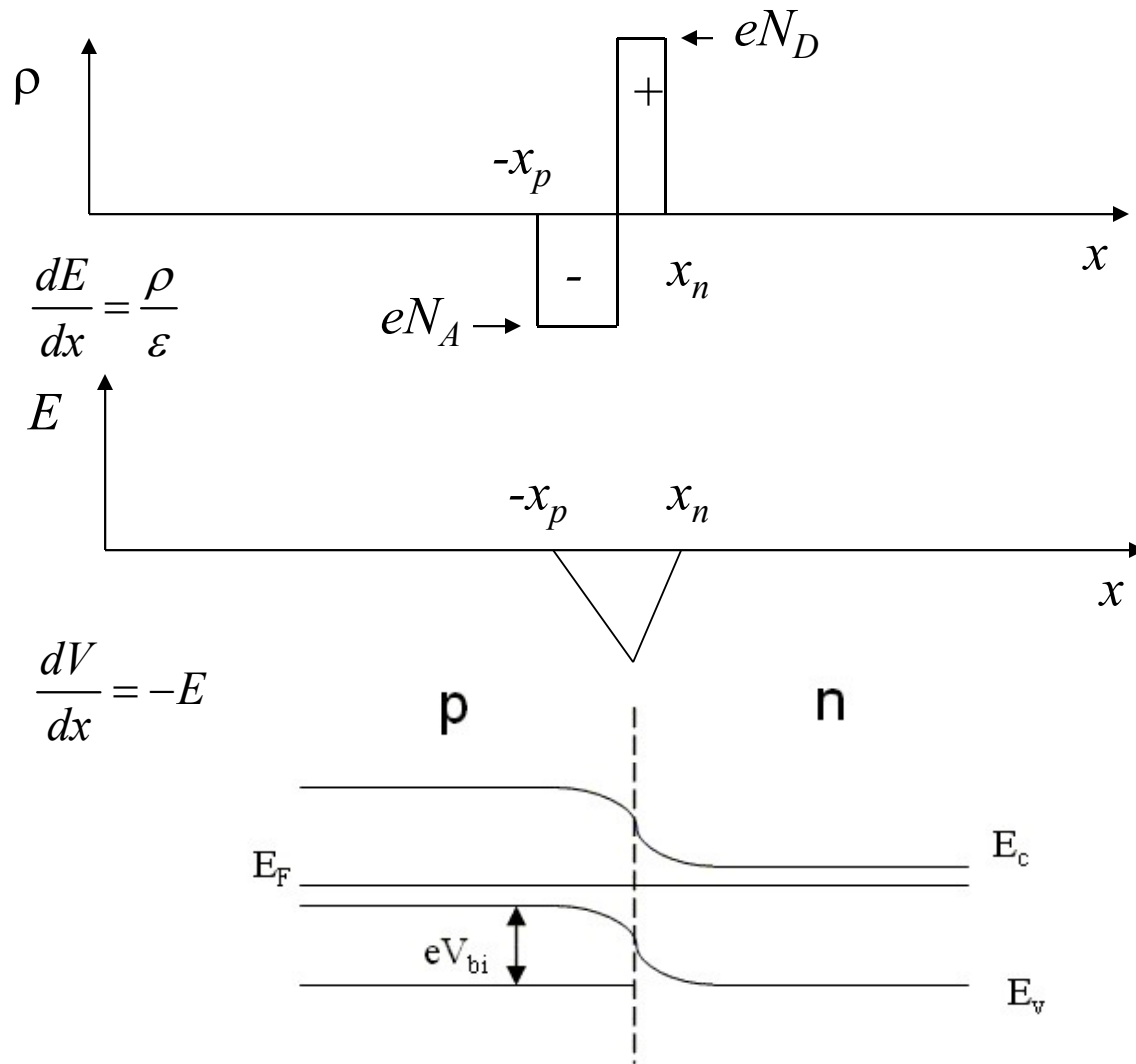 ρ
eN_D
+
-x_p
x
dE/dx = ρ/ε
-
x_n
eN_A
E
-x_p
x_n
x
dV/dx = −E
p
n
E_c
E_F
eV_bi
E_v